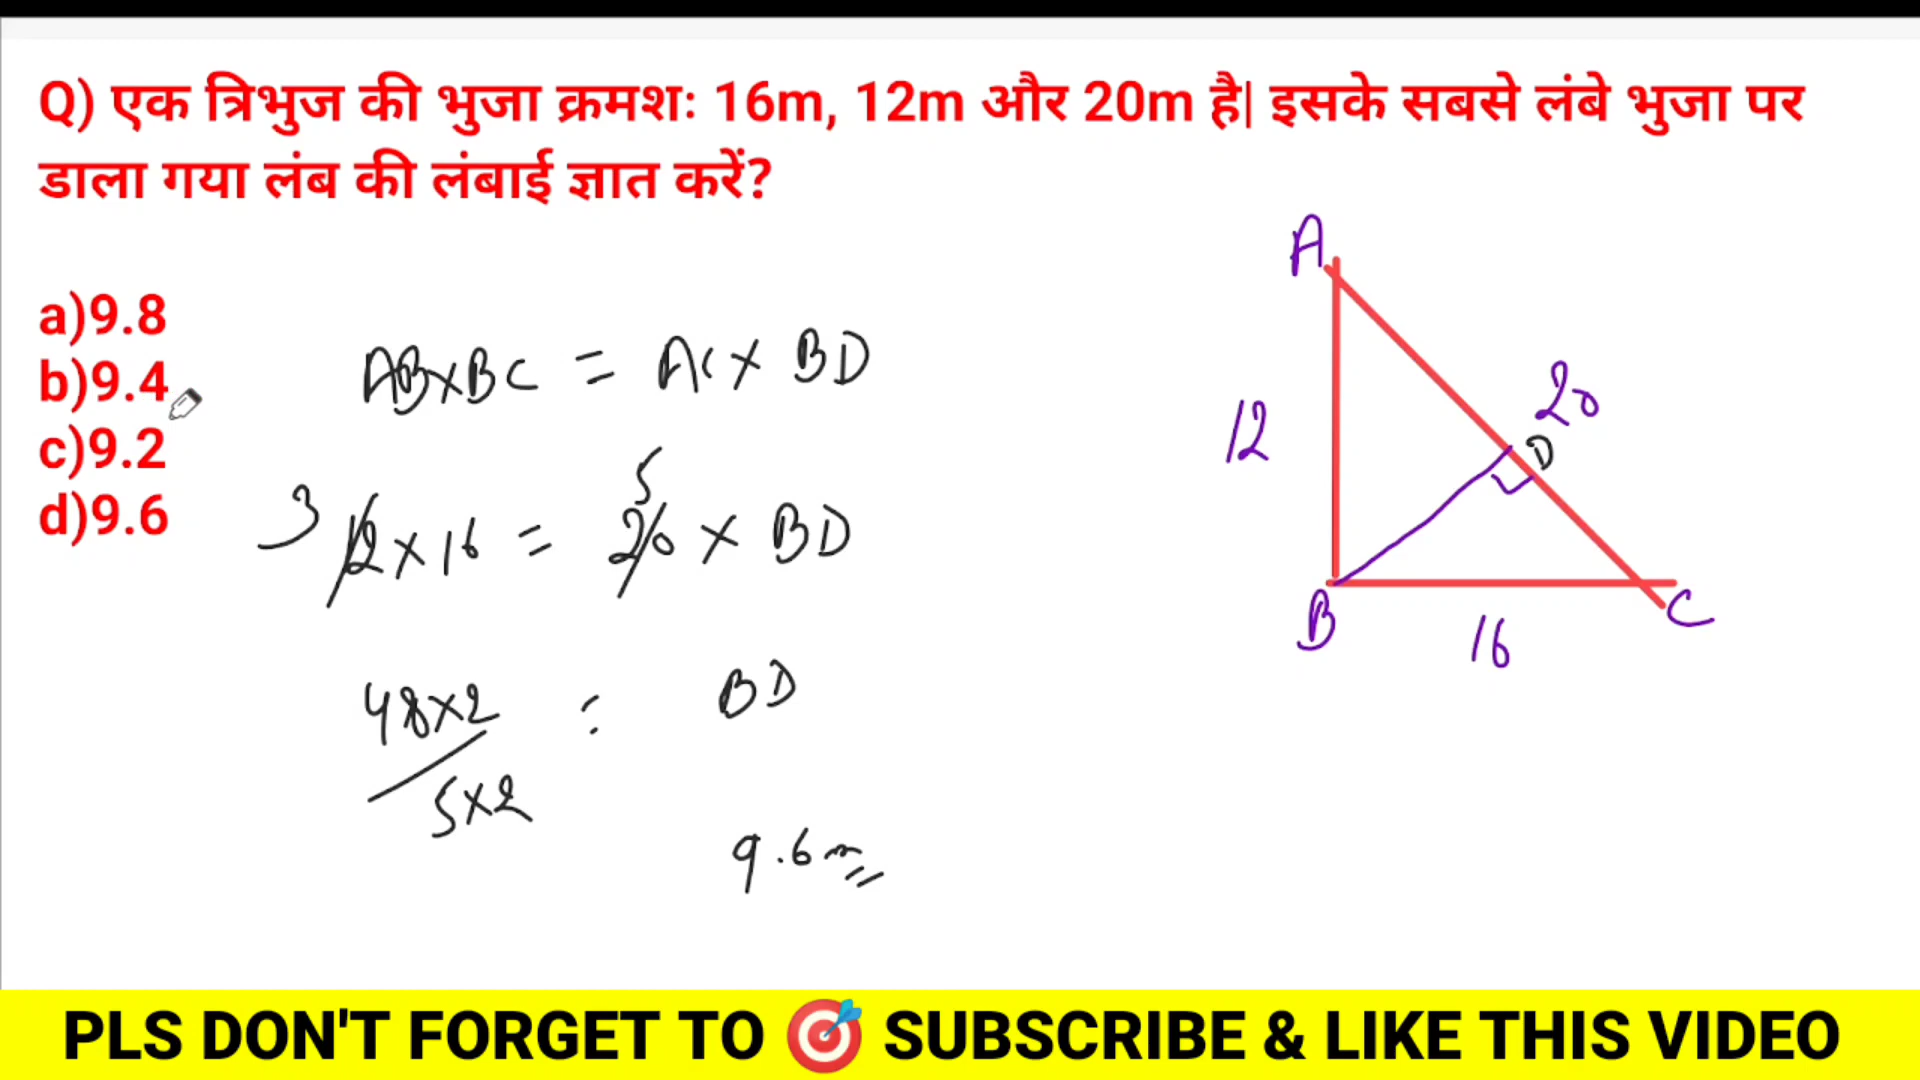 Q) एक त्रिभुज की भुजा क्रमशः 16m, 12m और 20m है| इसके सबसे लंबे भुजा पर
डाला गया लंब की लंबाई ज्ञात करें?
a)9.8
b)9.4
c)9.2
d)9.6
AB×BC = AC× BD
3 12×16 = 20 × BD
5
48×2 = BD
5×2
9.6m
A
12
20
D
B
16
C
PLS DON'T FORGET TO 🎯 SUBSCRIBE & LIKE THIS VIDEO